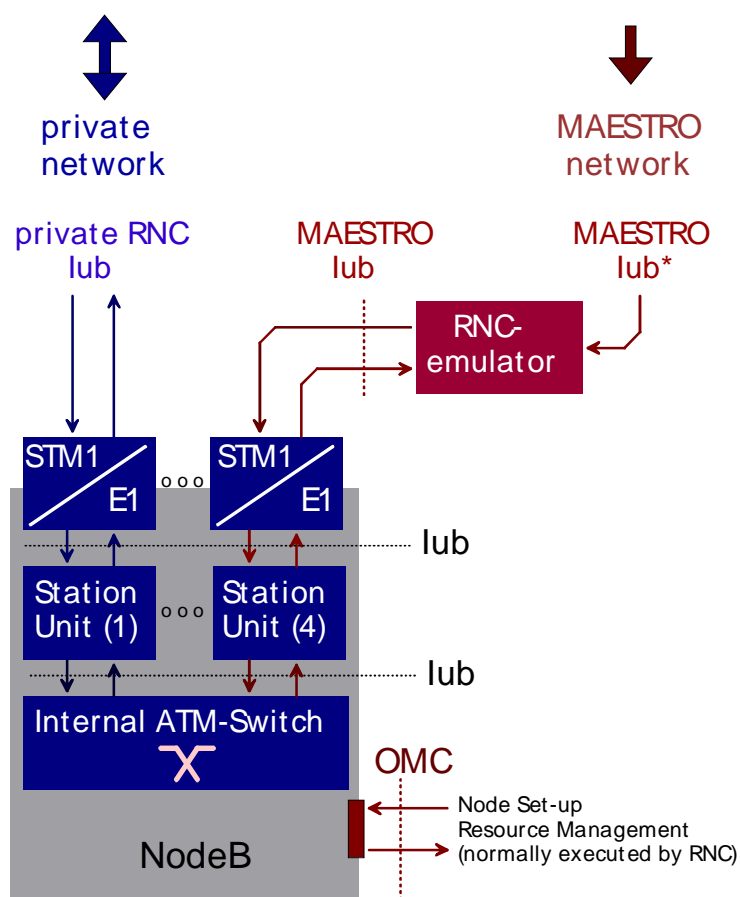 private
network
MAESTRO
network
private RNC
Iub
MAESTRO
Iub
MAESTRO
Iub*
RNC-
emulator
STM1
E1
o o o
STM1
E1
Iub
Station
Unit (1)
o o o
Station
Unit (4)
Iub
Internal ATM-Switch
OMC
Node Set-up
Resource Management
(normally executed by RNC)
NodeB